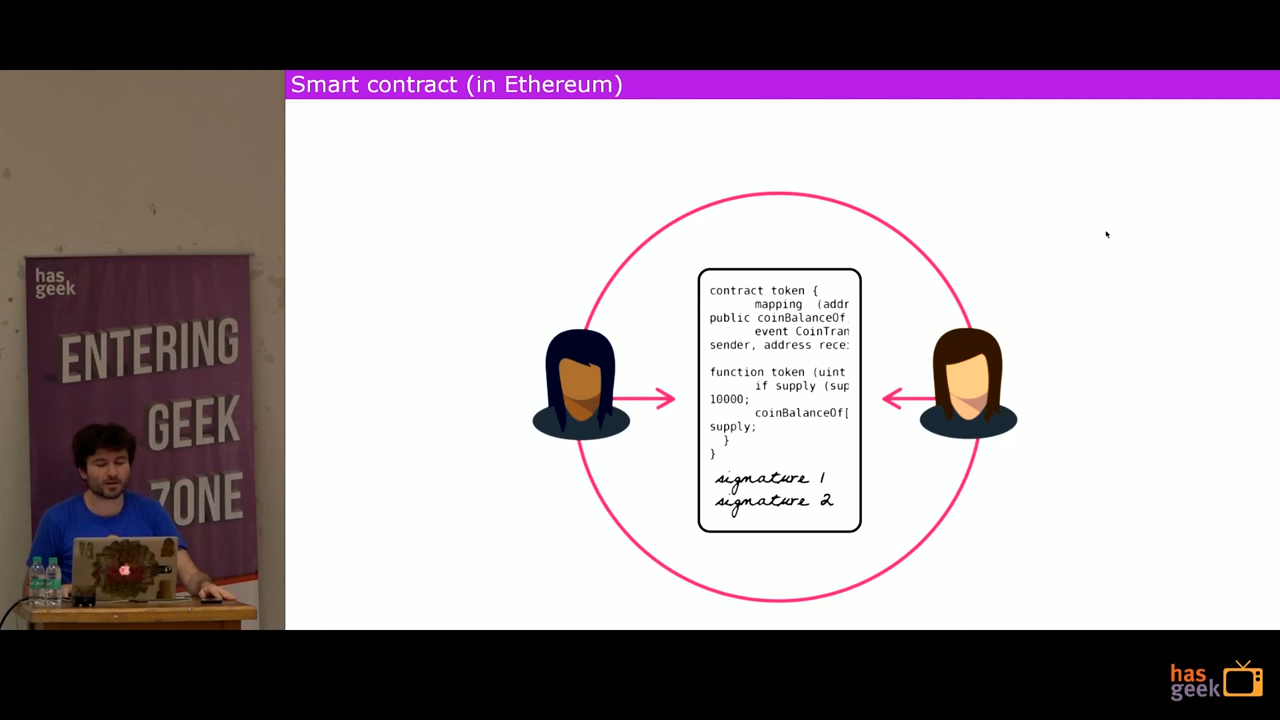 Smart contract (in Ethereum)
has
geek
ENTERING
GEEK
ZONE
contract token {
mapping (addr
public coinBalanceOf
event CoinTran
sender, address rece
function token (uint
if supply (sup
10000;
coinBalanceOf[
supply;
}
}
signature 1
signature 2
has
geek